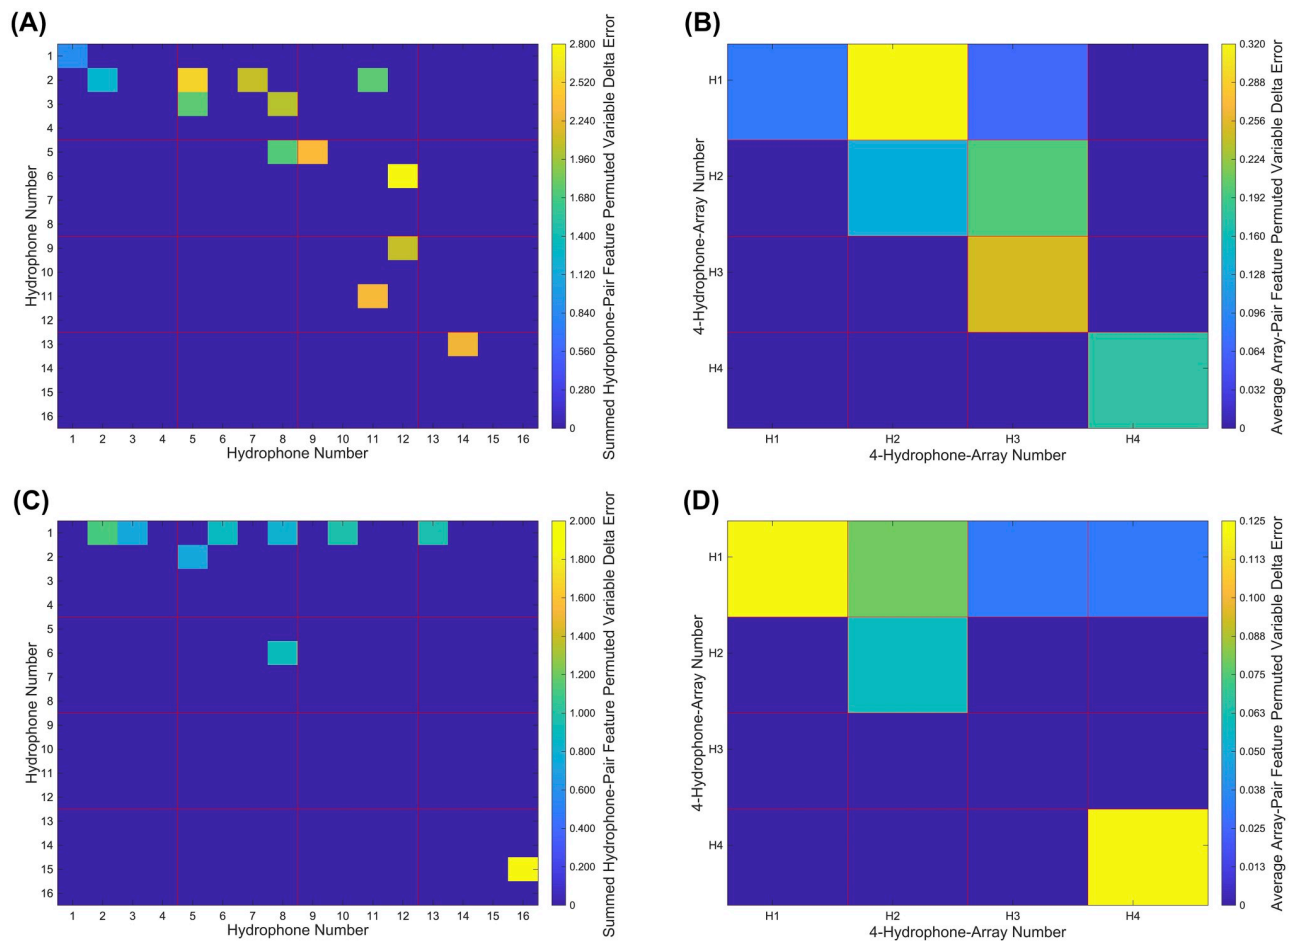 (A)
Hydrophone Number
1
2
3
4
5
6
7
8
9
10
11
12
13
14
15
16
1 2 3 4 5 6 7 8 9 10 11 12 13 14 15 16
Hydrophone Number
2.800
2.520
2.240
1.960
1.680
1.400
1.120
0.840
0.560
0.280
0
Summed Hydrophone-Pair Feature Permuted Variable Delta Error
(B)
4-Hydrophone-Array Number
H1
H2
H3
H4
H1 H2 H3 H4
4-Hydrophone-Array Number
0.320
0.288
0.256
0.224
0.192
0.160
0.128
0.096
0.064
0.032
0
Average Array-Pair Feature Permuted Variable Delta Error
(C)
Hydrophone Number
1
2
3
4
5
6
7
8
9
10
11
12
13
14
15
16
1 2 3 4 5 6 7 8 9 10 11 12 13 14 15 16
Hydrophone Number
2.000
1.800
1.600
1.400
1.200
1.000
0.800
0.600
0.400
0.200
0
Summed Hydrophone-Pair Feature Permuted Variable Delta Error
(D)
4-Hydrophone-Array Number
H1
H2
H3
H4
H1 H2 H3 H4
4-Hydrophone-Array Number
0.125
0.113
0.100
0.088
0.075
0.063
0.050
0.038
0.025
0.013
0
Average Array-Pair Feature Permuted Variable Delta Error